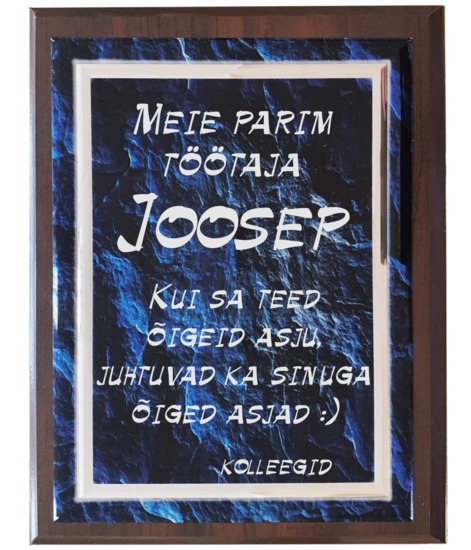 MEIE PARIM
TÖÖTAJA
JOOSEP
KUI SA TEED
ÕIGEID ASJU,
JUHTUVAD KA SINUGA
ÕIGED ASJAD :)
KOLLEEGID